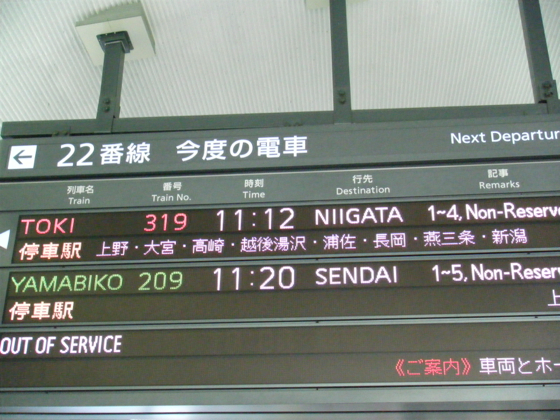 22番線 今度の電車 Next Departur
列車名 番号 時刻 行先 記事
Train Train No. Time Destination Remarks
TOKI 319 11:12 NIIGATA 1~4, Non-Reserve
停車駅 上野・大宮・高崎・越後湯沢・浦佐・長岡・燕三条・新潟
YAMABIKO 209 11:20 SENDAI 1~5, Non-Reser
停車駅 上
OUT OF SERVICE
《ご案内》車両とホー